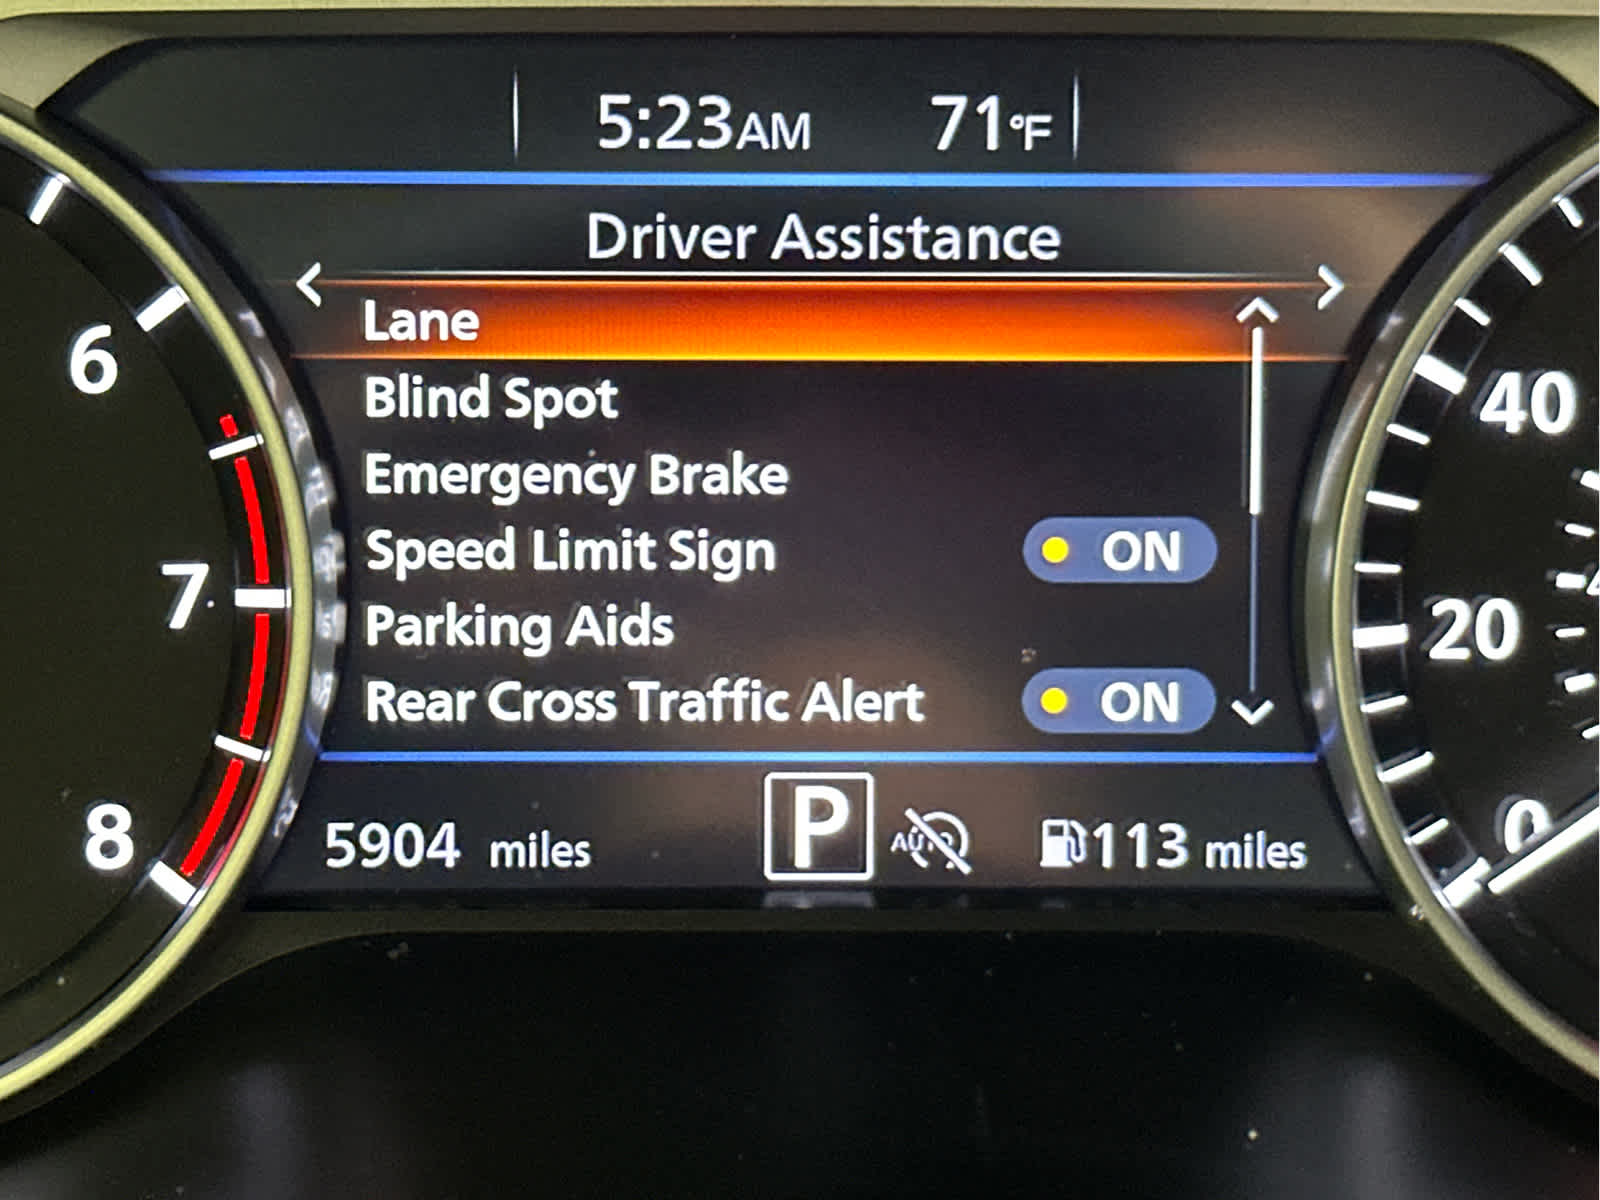 5:23AM 71°F
Driver Assistance
Lane
Blind Spot
Emergency Brake
Speed Limit Sign ON
Parking Aids
Rear Cross Traffic Alert ON
5904 miles P AUTO 113 miles
6
7
8
40
20
0